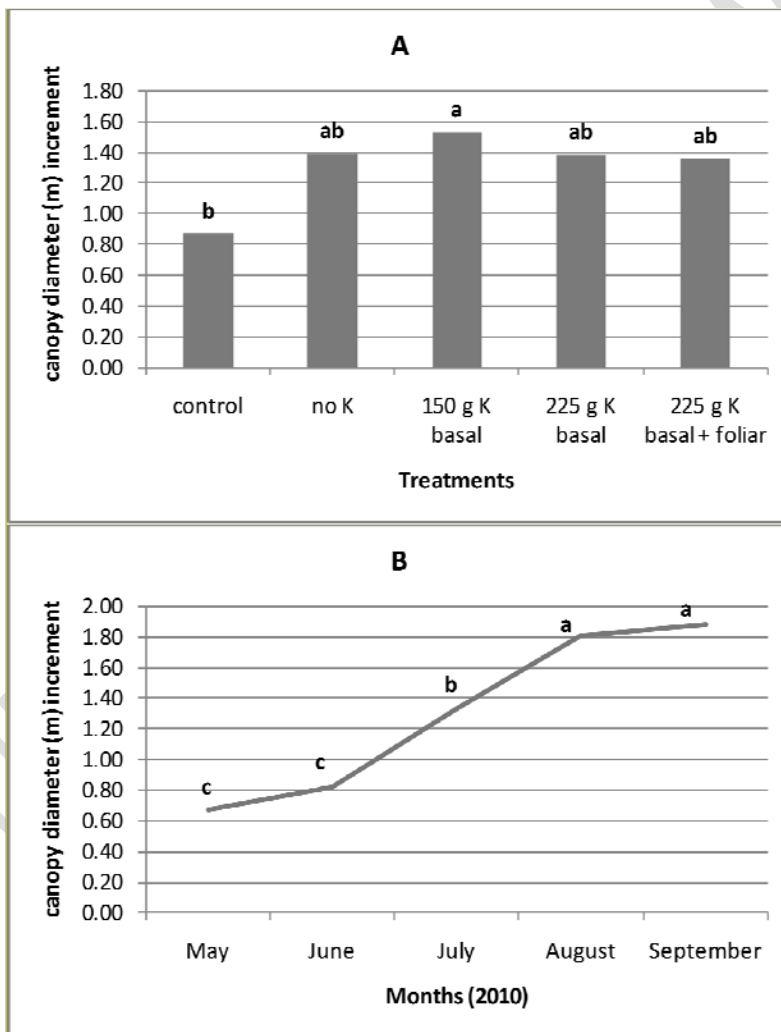 A
canopy diameter (m) increment
1.80
1.60
1.40
1.20
1.00
0.80
0.60
0.40
0.20
0.00
b
ab
a
ab
ab
control
no K
150 g K
basal
225 g K
basal
225 g K
basal + foliar
Treatments
B
canopy diameter (m) increment
2.00
1.80
1.60
1.40
1.20
1.00
0.80
0.60
0.40
0.20
0.00
c
c
b
a
a
May
June
July
August
September
Months (2010)